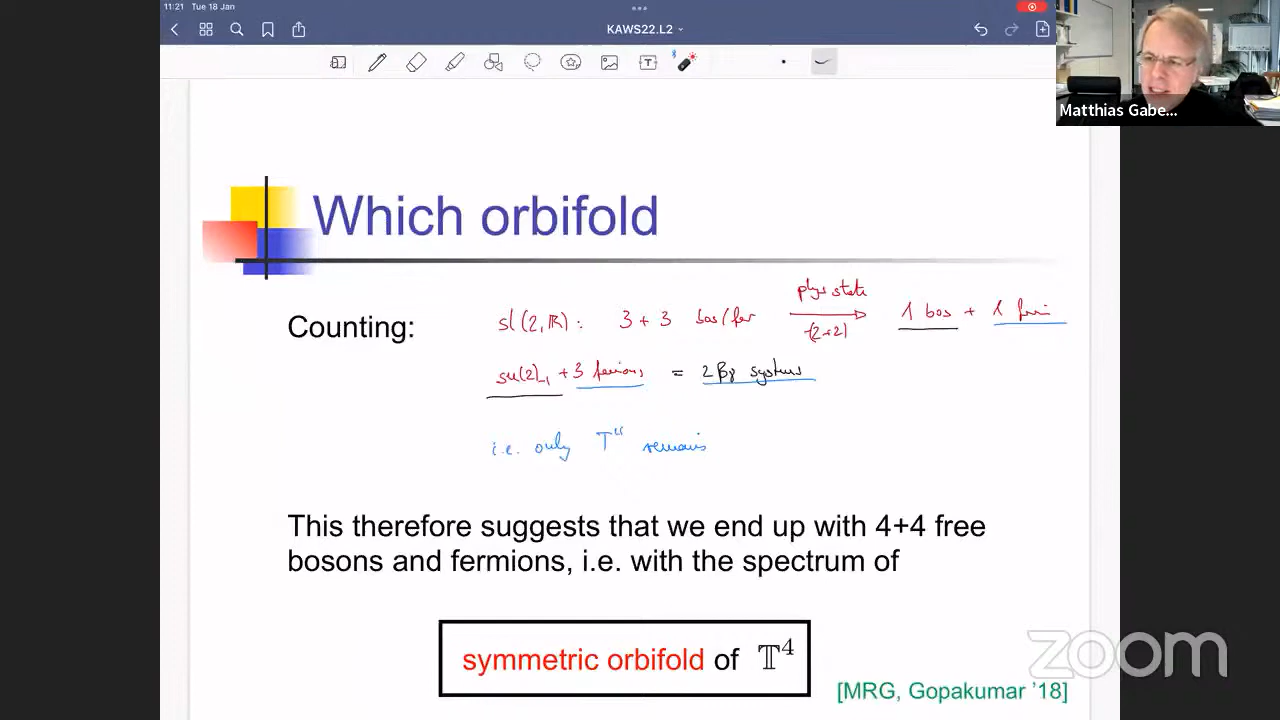 11:21 Tue 18 Jan
KAWS22.L2
Matthias Gabe...
Which orbifold
phys state
Counting: sl(2,ℝ): 3 + 3 bos/fer (2+2) 1 bos + 1 fermi
su(2)₁ + 3 fermions = 2 βγ systems
i.e. only T⁴ remains
This therefore suggests that we end up with 4+4 free
bosons and fermions, i.e. with the spectrum of
symmetric orbifold of 𝕋⁴
zoom
[MRG, Gopakumar '18]